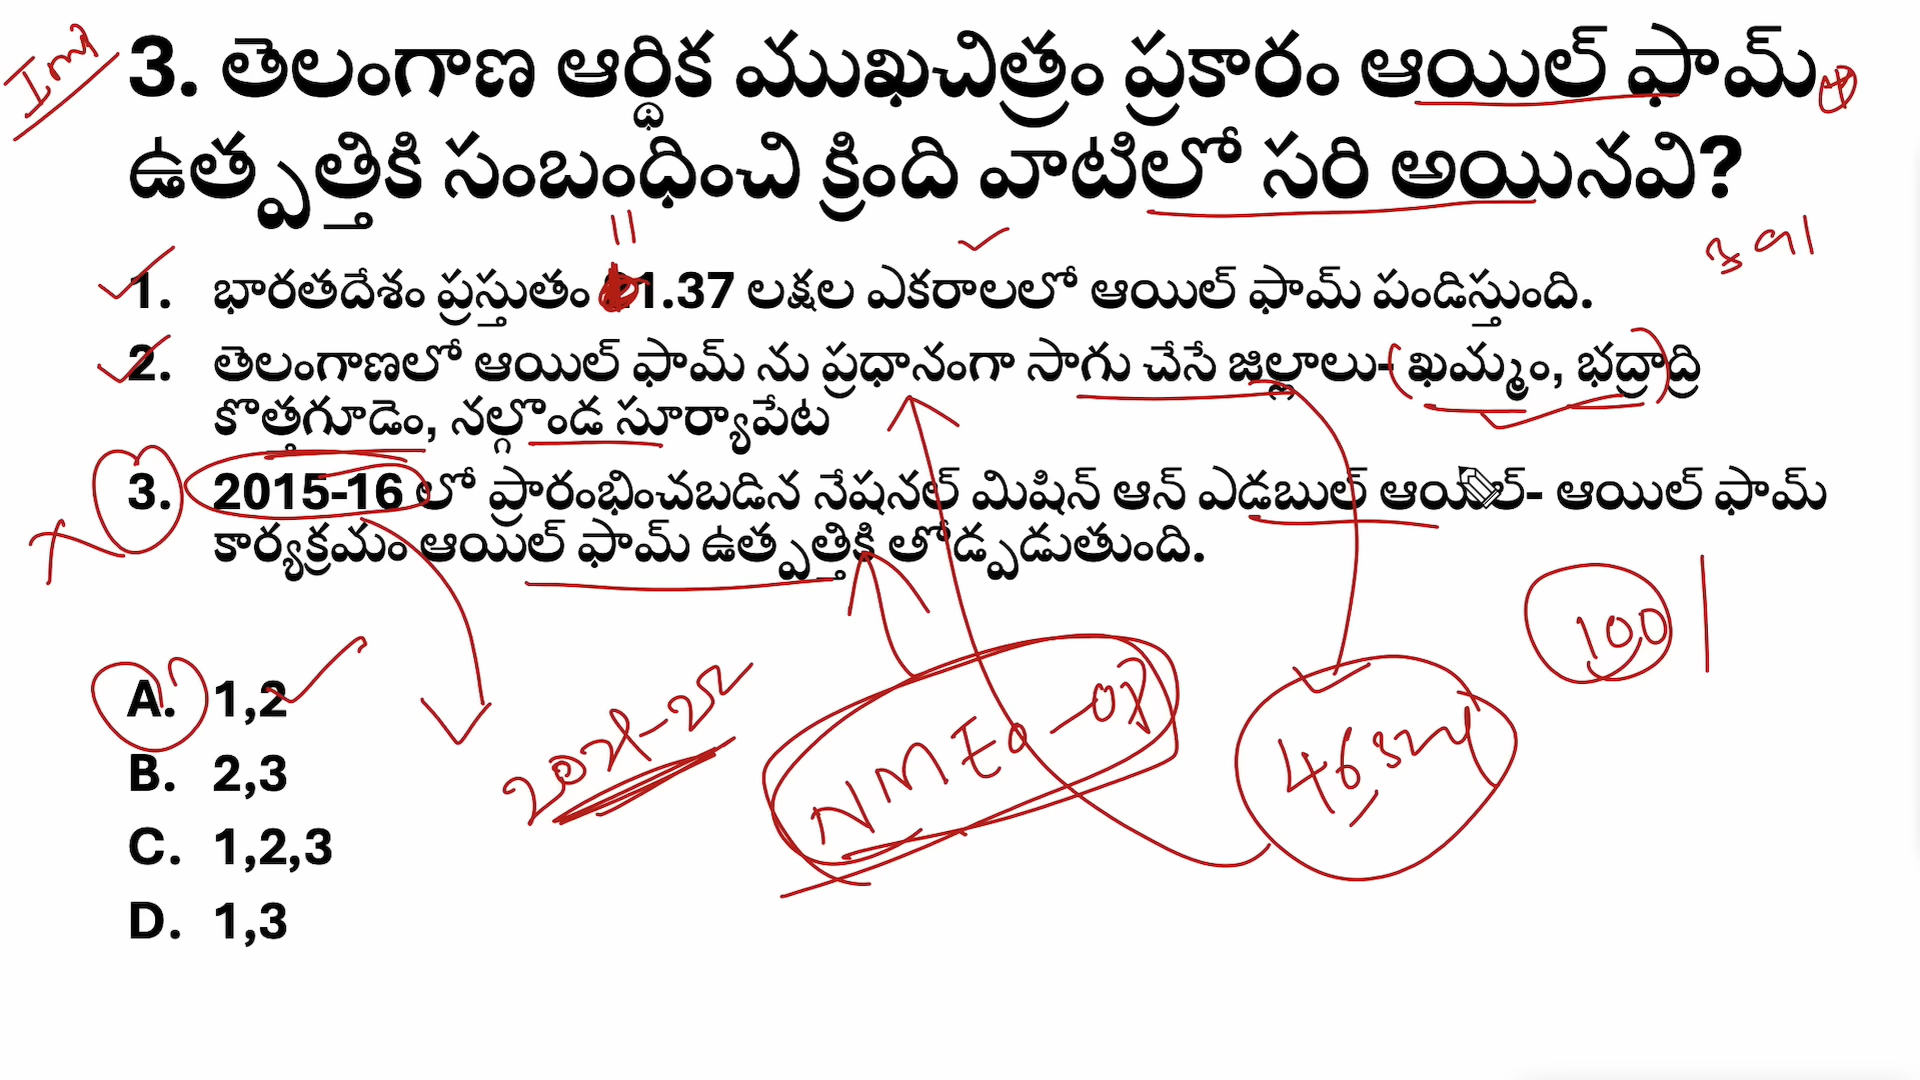 Imp
3. తెలంగాణ ఆర్థిక ముఖచిత్రం ప్రకారం ఆయిల్ ఫామ్
ఉత్పత్తికి సంబంధించి క్రింది వాటిలో సరి అయినవి?
1. భారతదేశం ప్రస్తుతం 1.37 లక్షల ఎకరాలలో ఆయిల్ ఫామ్ పండిస్తుంది.
2. తెలంగాణలో ఆయిల్ ఫామ్ ను ప్రధానంగా సాగు చేసే జిల్లాలు- ఖమ్మం, భద్రాద్రి
కొత్తగూడెం, నల్గొండ సూర్యాపేట
3. 2015-16 లో ప్రారంభించబడిన నేషనల్ మిషిన్ ఆన్ ఎడబుల్ ఆయిల్- ఆయిల్ ఫామ్
కార్యక్రమం ఆయిల్ ఫామ్ ఉత్పత్తికి తోడ్పడుతుంది.
100
A. 1,2
2021-22
NMEO-OP
B. 2,3
C. 1,2,3
D. 1,3